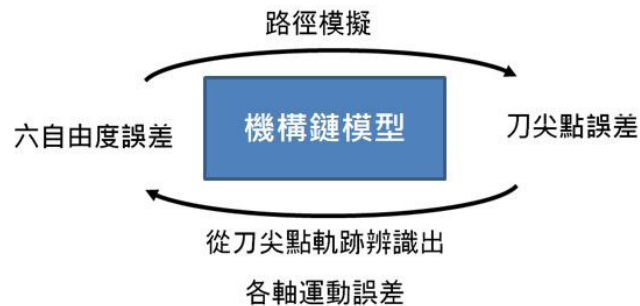 路徑模擬
六自由度誤差
機構鏈模型
刀尖點誤差
從刀尖點軌跡辨識出
各軸運動誤差